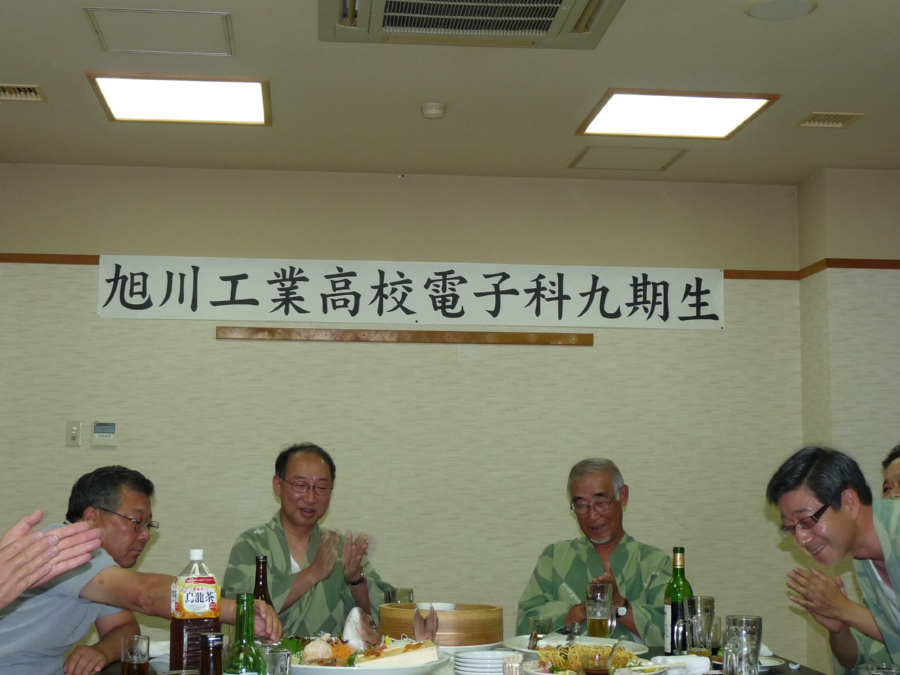 旭川工業高校電子科九期生
烏龍茶